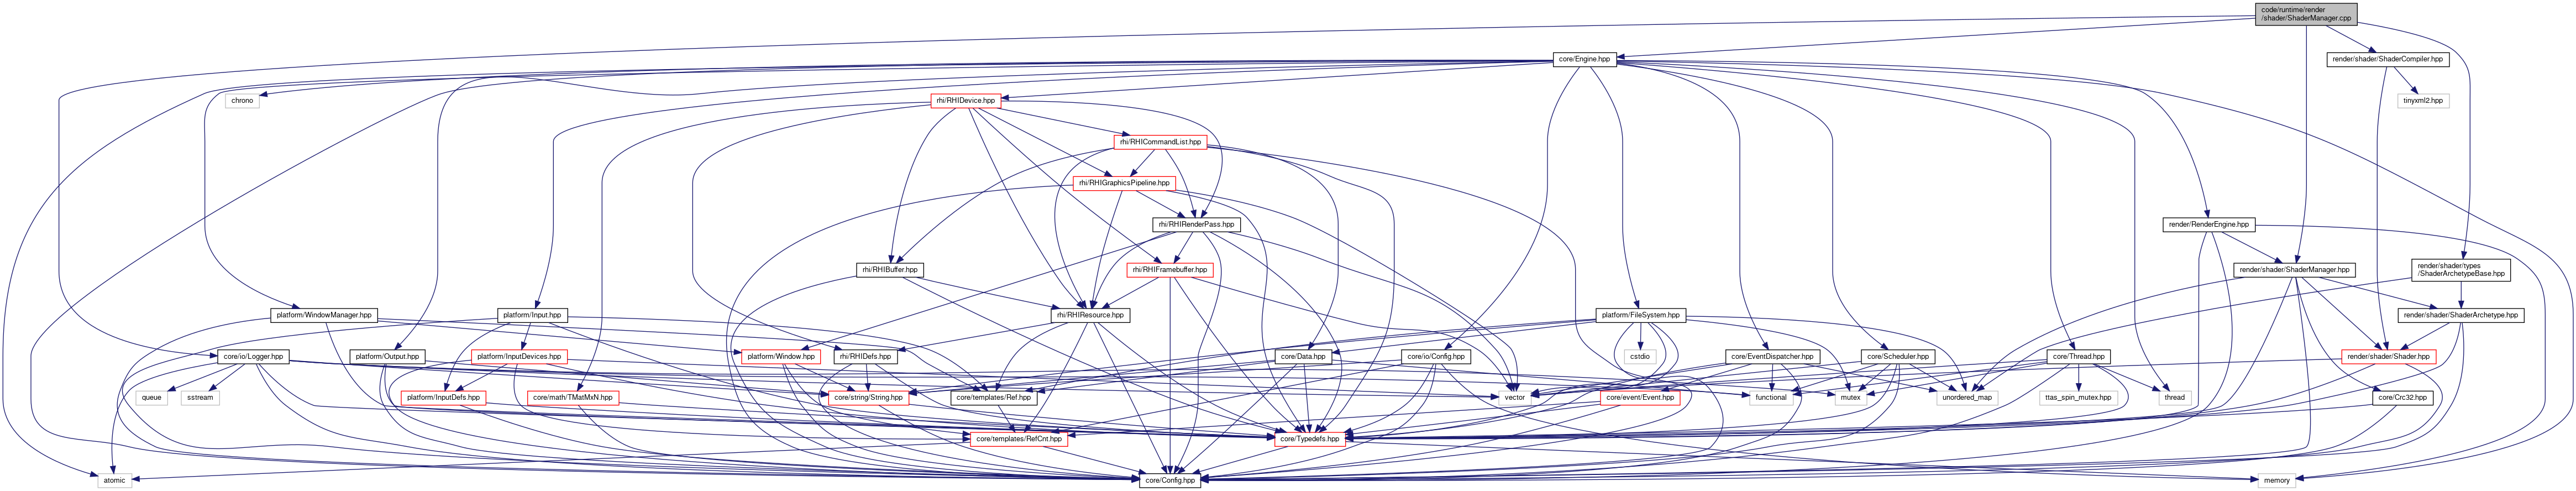 code/runtime/render
/shader/ShaderManager.cpp
core/Engine.hpp
render/shader/ShaderCompiler.hpp
chrono
rhi/RHIDevice.hpp
tinyxml2.hpp
rhi/RHICommandList.hpp
rhi/RHIGraphicsPipeline.hpp
rhi/RHIRenderPass.hpp
render/RenderEngine.hpp
rhi/RHIBuffer.hpp
rhi/RHIFramebuffer.hpp
render/shader/ShaderManager.hpp
render/shader/types
/ShaderArchetypeBase.hpp
platform/WindowManager.hpp
platform/Input.hpp
rhi/RHIResource.hpp
platform/FileSystem.hpp
render/shader/ShaderArchetype.hpp
core/io/Logger.hpp
platform/Output.hpp
platform/InputDevices.hpp
platform/Window.hpp
rhi/RHIDefs.hpp
core/Data.hpp
core/io/Config.hpp
cstdio
core/EventDispatcher.hpp
core/Scheduler.hpp
core/Thread.hpp
render/shader/Shader.hpp
queue
sstream
platform/InputDefs.hpp
core/math/TMatMxN.hpp
core/string/String.hpp
core/templates/Ref.hpp
vector
functional
core/event/Event.hpp
mutex
unordered_map
ttas_spin_mutex.hpp
thread
core/Crc32.hpp
core/templates/RefCnt.hpp
core/Typedefs.hpp
atomic
core/Config.hpp
memory